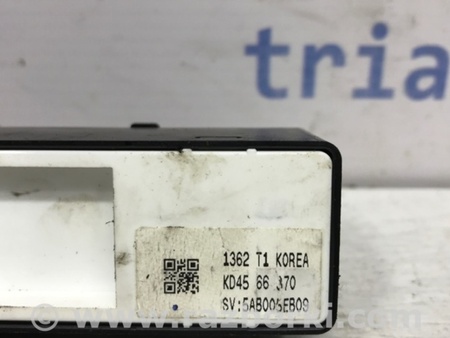 tria
1362 T1 KOREA
KD45 66 370
SV:5AB005EB09